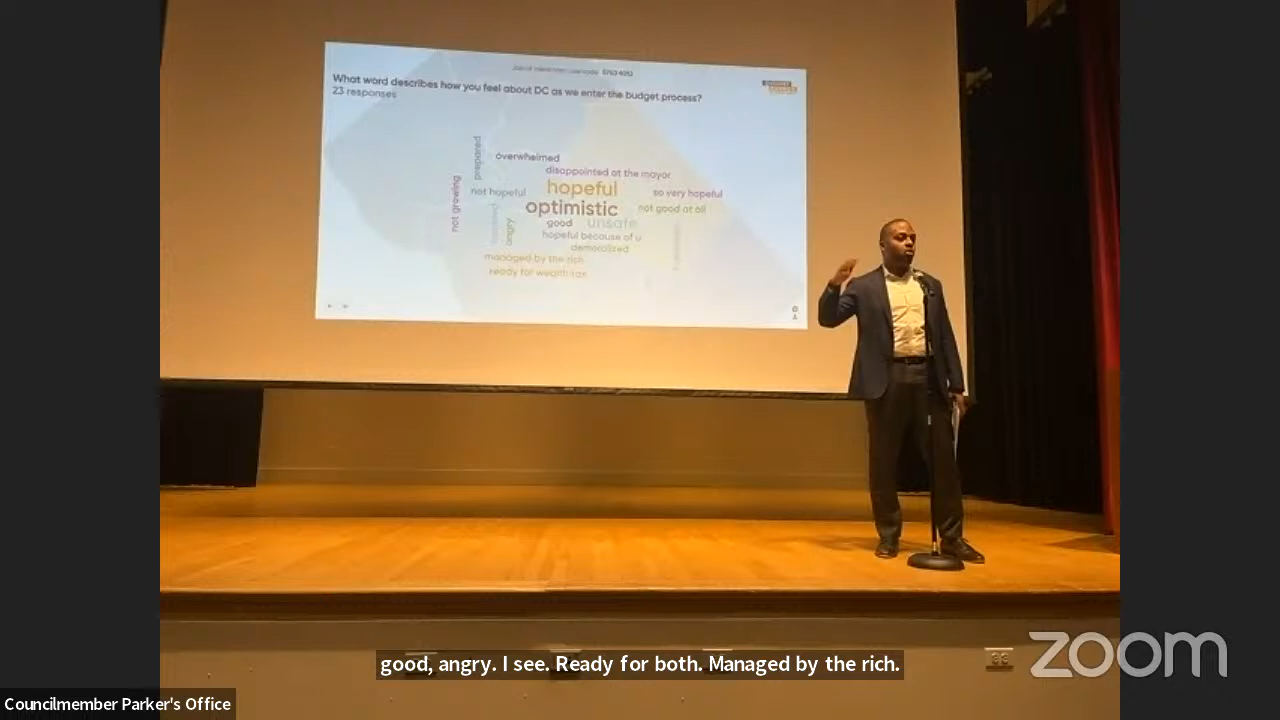 What word describes how you feel about DC as we enter the budget process?
23 responses
prepared
overwhelmed
disappointed at the mayor
not growing
not hopeful
hopeful
so very hopeful
optimistic
not good at all
angry
good
unsafe
hopeful because of u
demoralized
managed by the rich
ready for wealth tax
good, angry. I see. Ready for both. Managed by the rich.
zoom
Councilmember Parker's Office